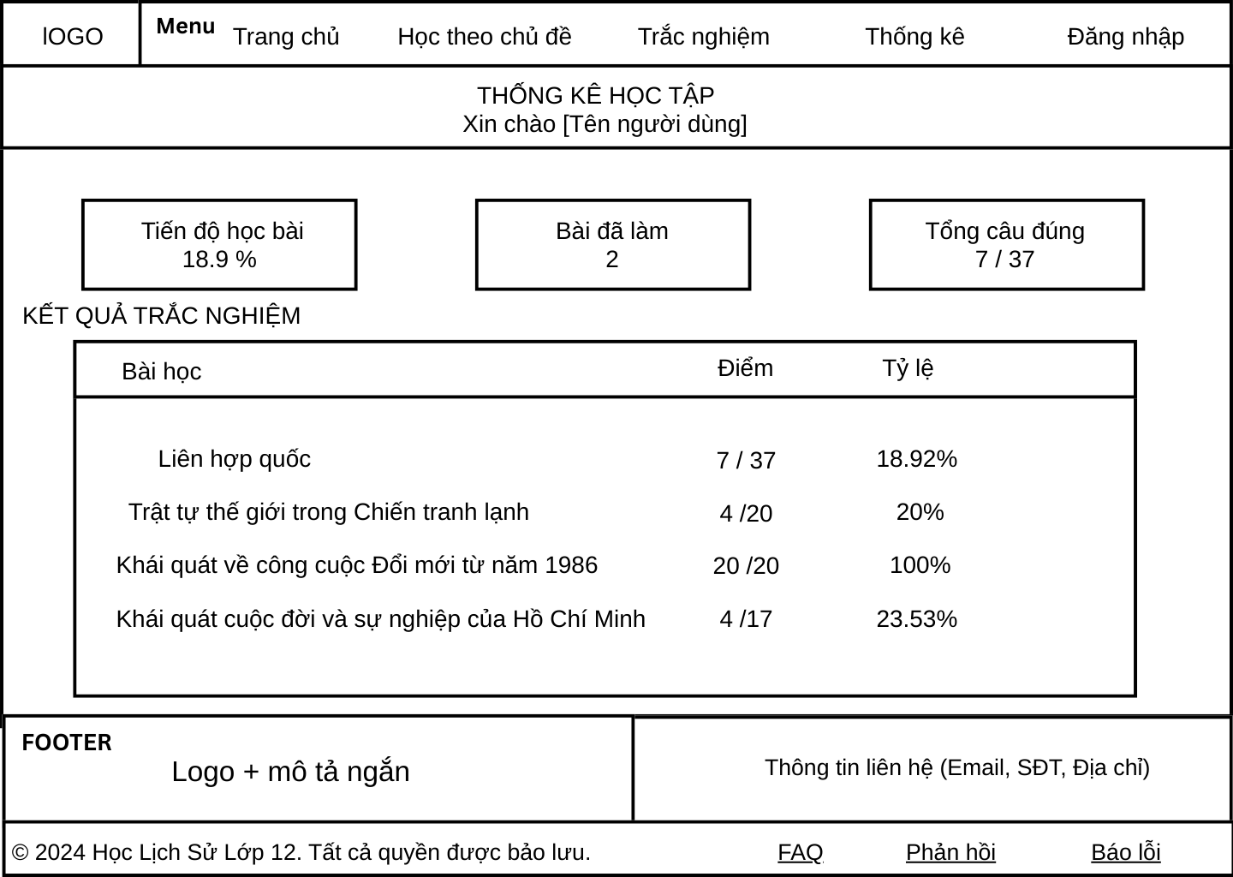 lOGO Menu Trang chủ Học theo chủ đề Trắc nghiệm Thống kê Đăng nhập
THỐNG KÊ HỌC TẬP
Xin chào [Tên người dùng]
Tiến độ học bài Bài đã làm Tổng câu đúng
18.9 % 2 7 / 37
KẾT QUẢ TRẮC NGHIỆM
Bài học Điểm Tỷ lệ
Liên hợp quốc 7 / 37 18.92%
Trật tự thế giới trong Chiến tranh lạnh 4 /20 20%
Khái quát về công cuộc Đổi mới từ năm 1986 20 /20 100%
Khái quát cuộc đời và sự nghiệp của Hồ Chí Minh 4 /17 23.53%
FOOTER
Logo + mô tả ngắn Thông tin liên hệ (Email, SĐT, Địa chỉ)
© 2024 Học Lịch Sử Lớp 12. Tất cả quyền được bảo lưu. FAQ Phản hồi Báo lỗi